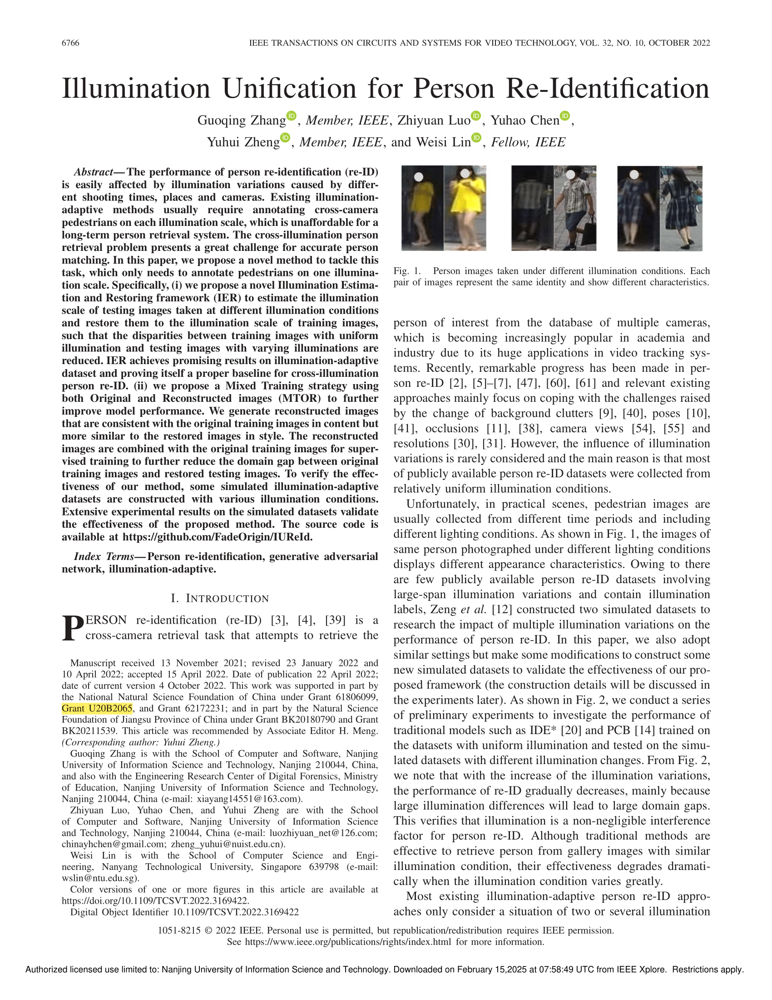 6766
IEEE TRANSACTIONS ON CIRCUITS AND SYSTEMS FOR VIDEO TECHNOLOGY, VOL. 32, NO. 10, OCTOBER 2022
Illumination Unification for Person Re-Identification
Guoqing Zhang iD, Member, IEEE, Zhiyuan Luo iD, Yuhao Chen iD,
Yuhui Zheng iD, Member, IEEE, and Weisi Lin iD, Fellow, IEEE
Abstract—The performance of person re-identification (re-ID)
is easily affected by illumination variations caused by differ-
ent shooting times, places and cameras. Existing illumination-
adaptive methods usually require annotating cross-camera
pedestrians on each illumination scale, which is unaffordable for a
long-term person retrieval system. The cross-illumination person
retrieval problem presents a great challenge for accurate person
matching. In this paper, we propose a novel method to tackle this
task, which only needs to annotate pedestrians on one illumina-
tion scale. Specifically, (i) we propose a novel Illumination Estima-
tion and Restoring framework (IER) to estimate the illumination
scale of testing images taken at different illumination conditions
and restore them to the illumination scale of training images,
such that the disparities between training images with uniform
illumination and testing images with varying illuminations are
reduced. IER achieves promising results on illumination-adaptive
dataset and proving itself a proper baseline for cross-illumination
person re-ID. (ii) we propose a Mixed Training strategy using
both Original and Reconstructed images (MTOR) to further
improve model performance. We generate reconstructed images
that are consistent with the original training images in content but
more similar to the restored images in style. The reconstructed
images are combined with the original training images for super-
vised training to further reduce the domain gap between original
training images and restored testing images. To verify the effec-
tiveness of our method, some simulated illumination-adaptive
datasets are constructed with various illumination conditions.
Extensive experimental results on the simulated datasets validate
the effectiveness of the proposed method. The source code is
available at https://github.com/FadeOrigin/IUReId.
Index Terms—Person re-identification, generative adversarial
network, illumination-adaptive.
I. INTRODUCTION
PERSON re-identification (re-ID) [3], [4], [39] is a
cross-camera retrieval task that attempts to retrieve the
Manuscript received 13 November 2021; revised 23 January 2022 and
10 April 2022; accepted 15 April 2022. Date of publication 22 April 2022;
date of current version 4 October 2022. This work was supported in part by
the National Natural Science Foundation of China under Grant 61806099,
Grant U20B2065, and Grant 62172231; and in part by the Natural Science
Foundation of Jiangsu Province of China under Grant BK20180790 and Grant
BK20211539. This article was recommended by Associate Editor H. Meng.
(Corresponding author: Yuhui Zheng.)
Guoqing Zhang is with the School of Computer and Software, Nanjing
University of Information Science and Technology, Nanjing 210044, China,
and also with the Engineering Research Center of Digital Forensics, Ministry
of Education, Nanjing University of Information Science and Technology,
Nanjing 210044, China (e-mail: xiayang14551@163.com).
Zhiyuan Luo, Yuhao Chen, and Yuhui Zheng are with the School
of Computer and Software, Nanjing University of Information Science
and Technology, Nanjing 210044, China (e-mail: luozhiyuan_net@126.com;
chinayhchen@gmail.com; zheng_yuhui@nuist.edu.cn).
Weisi Lin is with the School of Computer Science and Engi-
neering, Nanyang Technological University, Singapore 639798 (e-mail:
wslin@ntu.edu.sg).
Color versions of one or more figures in this article are available at
https://doi.org/10.1109/TCSVT.2022.3169422.
Digital Object Identifier 10.1109/TCSVT.2022.3169422
Fig. 1. Person images taken under different illumination conditions. Each
pair of images represent the same identity and show different characteristics.
person of interest from the database of multiple cameras,
which is becoming increasingly popular in academia and
industry due to its huge applications in video tracking sys-
tems. Recently, remarkable progress has been made in per-
son re-ID [2], [5]–[7], [47], [60], [61] and relevant existing
approaches mainly focus on coping with the challenges raised
by the change of background clutters [9], [40], poses [10],
[41], occlusions [11], [38], camera views [54], [55] and
resolutions [30], [31]. However, the influence of illumination
variations is rarely considered and the main reason is that most
of publicly available person re-ID datasets were collected from
relatively uniform illumination conditions.
Unfortunately, in practical scenes, pedestrian images are
usually collected from different time periods and including
different lighting conditions. As shown in Fig. 1, the images of
same person photographed under different lighting conditions
displays different appearance characteristics. Owing to there
are few publicly available person re-ID datasets involving
large-span illumination variations and contain illumination
labels, Zeng et al. [12] constructed two simulated datasets to
research the impact of multiple illumination variations on the
performance of person re-ID. In this paper, we also adopt
similar settings but make some modifications to construct some
new simulated datasets to validate the effectiveness of our pro-
posed framework (the construction details will be discussed in
the experiments later). As shown in Fig. 2, we conduct a series
of preliminary experiments to investigate the performance of
traditional models such as IDE* [20] and PCB [14] trained on
the datasets with uniform illumination and tested on the simu-
lated datasets with different illumination changes. From Fig. 2,
we note that with the increase of the illumination variations,
the performance of re-ID gradually decreases, mainly because
large illumination differences will lead to large domain gaps.
This verifies that illumination is a non-negligible interference
factor for person re-ID. Although traditional methods are
effective to retrieve person from gallery images with similar
illumination condition, their effectiveness degrades dramati-
cally when the illumination condition varies greatly.
Most existing illumination-adaptive person re-ID appro-
aches only consider a situation of two or several illumination
1051-8215 © 2022 IEEE. Personal use is permitted, but republication/redistribution requires IEEE permission.
See https://www.ieee.org/publications/rights/index.html for more information.
Authorized licensed use limited to: Nanjing University of Information Science and Technology. Downloaded on February 15,2025 at 07:58:49 UTC from IEEE Xplore. Restrictions apply.